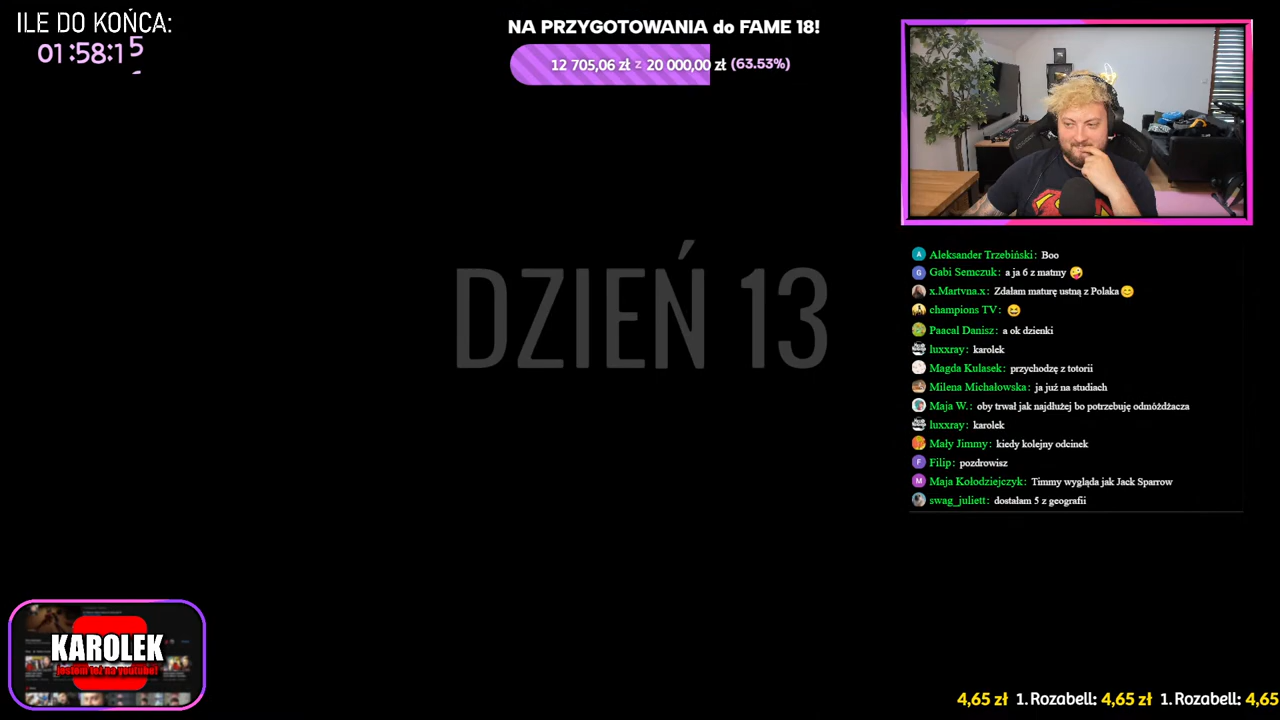 ILE DO KOŃCA:
01:58:15
NA PRZYGOTOWANIA do FAME 18!
12 705,06 zł z 20 000,00 zł (63.53%)
DZIEŃ 13
Aleksander Trzebiński: Boo
Gabi Semczuk: a ja 6 z matmy 🤪
x.Martvna.x: Zdałam maturę ustną z Polaka 😊
champions TV: 😆
Paacal Danisz: a ok dzienki
luxxray: karolek
Magda Kulasek: przychodzę z totorii
Milena Michałowska: ja już na studiach
Maja W.: oby trwał jak najdłużej bo potrzebuję odmóżdżacza
luxxray: karolek
Mały Jimmy: kiedy kolejny odcinek
Filip: pozdrowisz
Maja Kołodziejczyk: Timmy wygląda jak Jack Sparrow
swag_juliett: dostałam 5 z geografii
KAROLEK
jestem też na youtube!
4,65 zł 1. Rozabell: 4,65 zł 1. Rozabell: 4,65